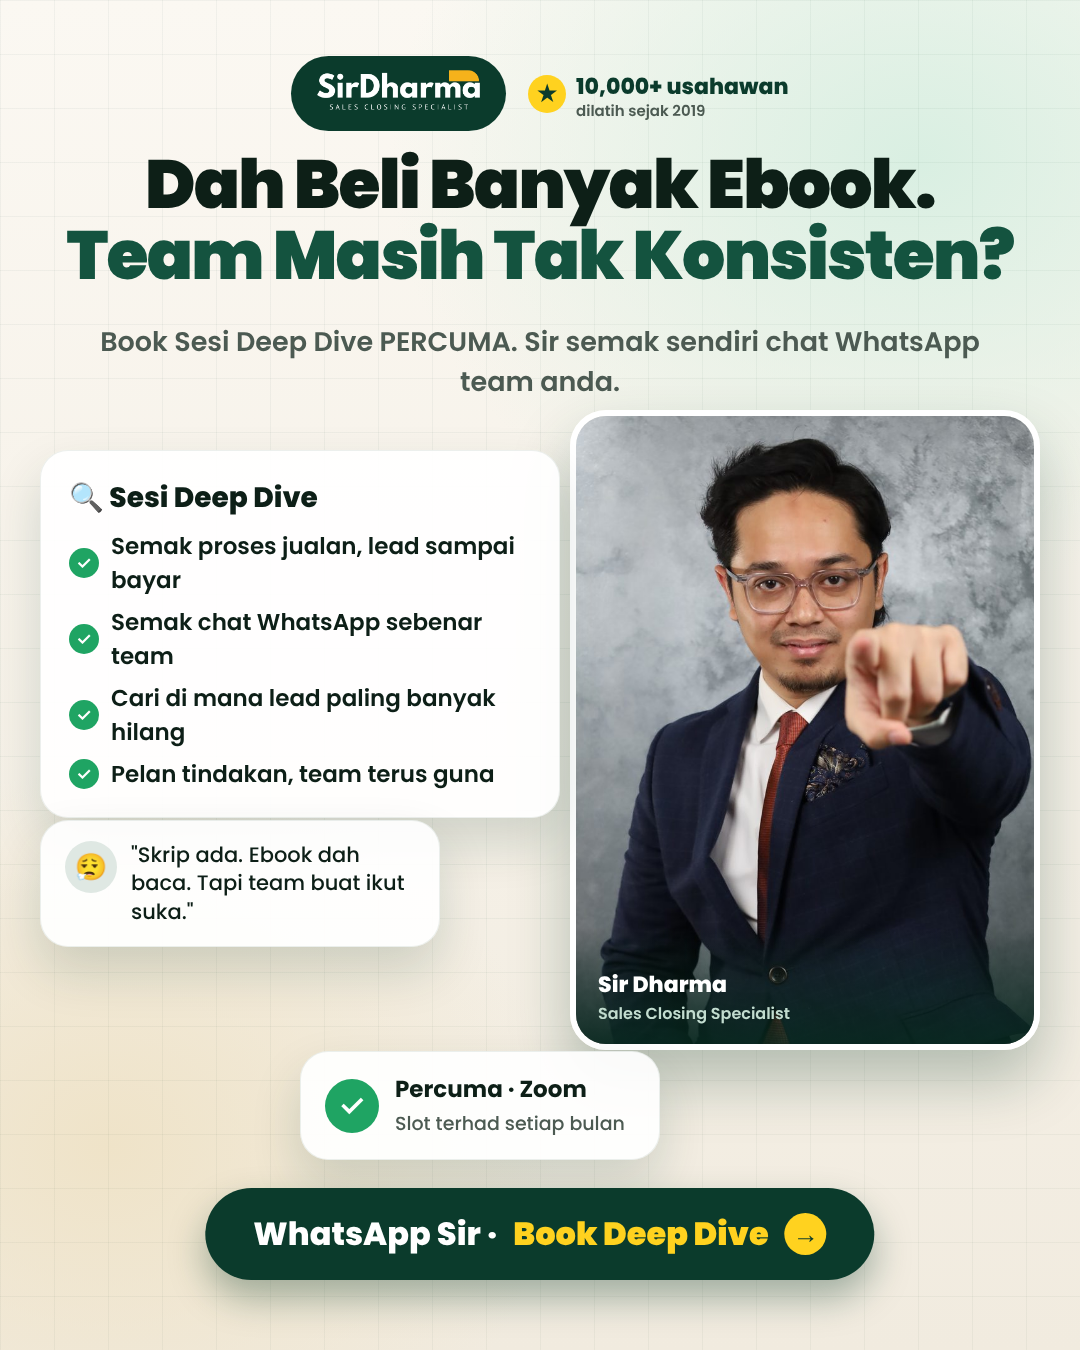 SirDharma
SALES CLOSING SPECIALIST
10,000+ usahawan
dilatih sejak 2019
Dah Beli Banyak Ebook.
Team Masih Tak Konsisten?
Book Sesi Deep Dive PERCUMA. Sir semak sendiri chat WhatsApp
team anda.
Sesi Deep Dive
Semak proses jualan, lead sampai
bayar
Semak chat WhatsApp sebenar
team
Cari di mana lead paling banyak
hilang
Pelan tindakan, team terus guna
"Skrip ada. Ebook dah
baca. Tapi team buat ikut
suka."
Sir Dharma
Sales Closing Specialist
Percuma · Zoom
Slot terhad setiap bulan
WhatsApp Sir · Book Deep Dive →